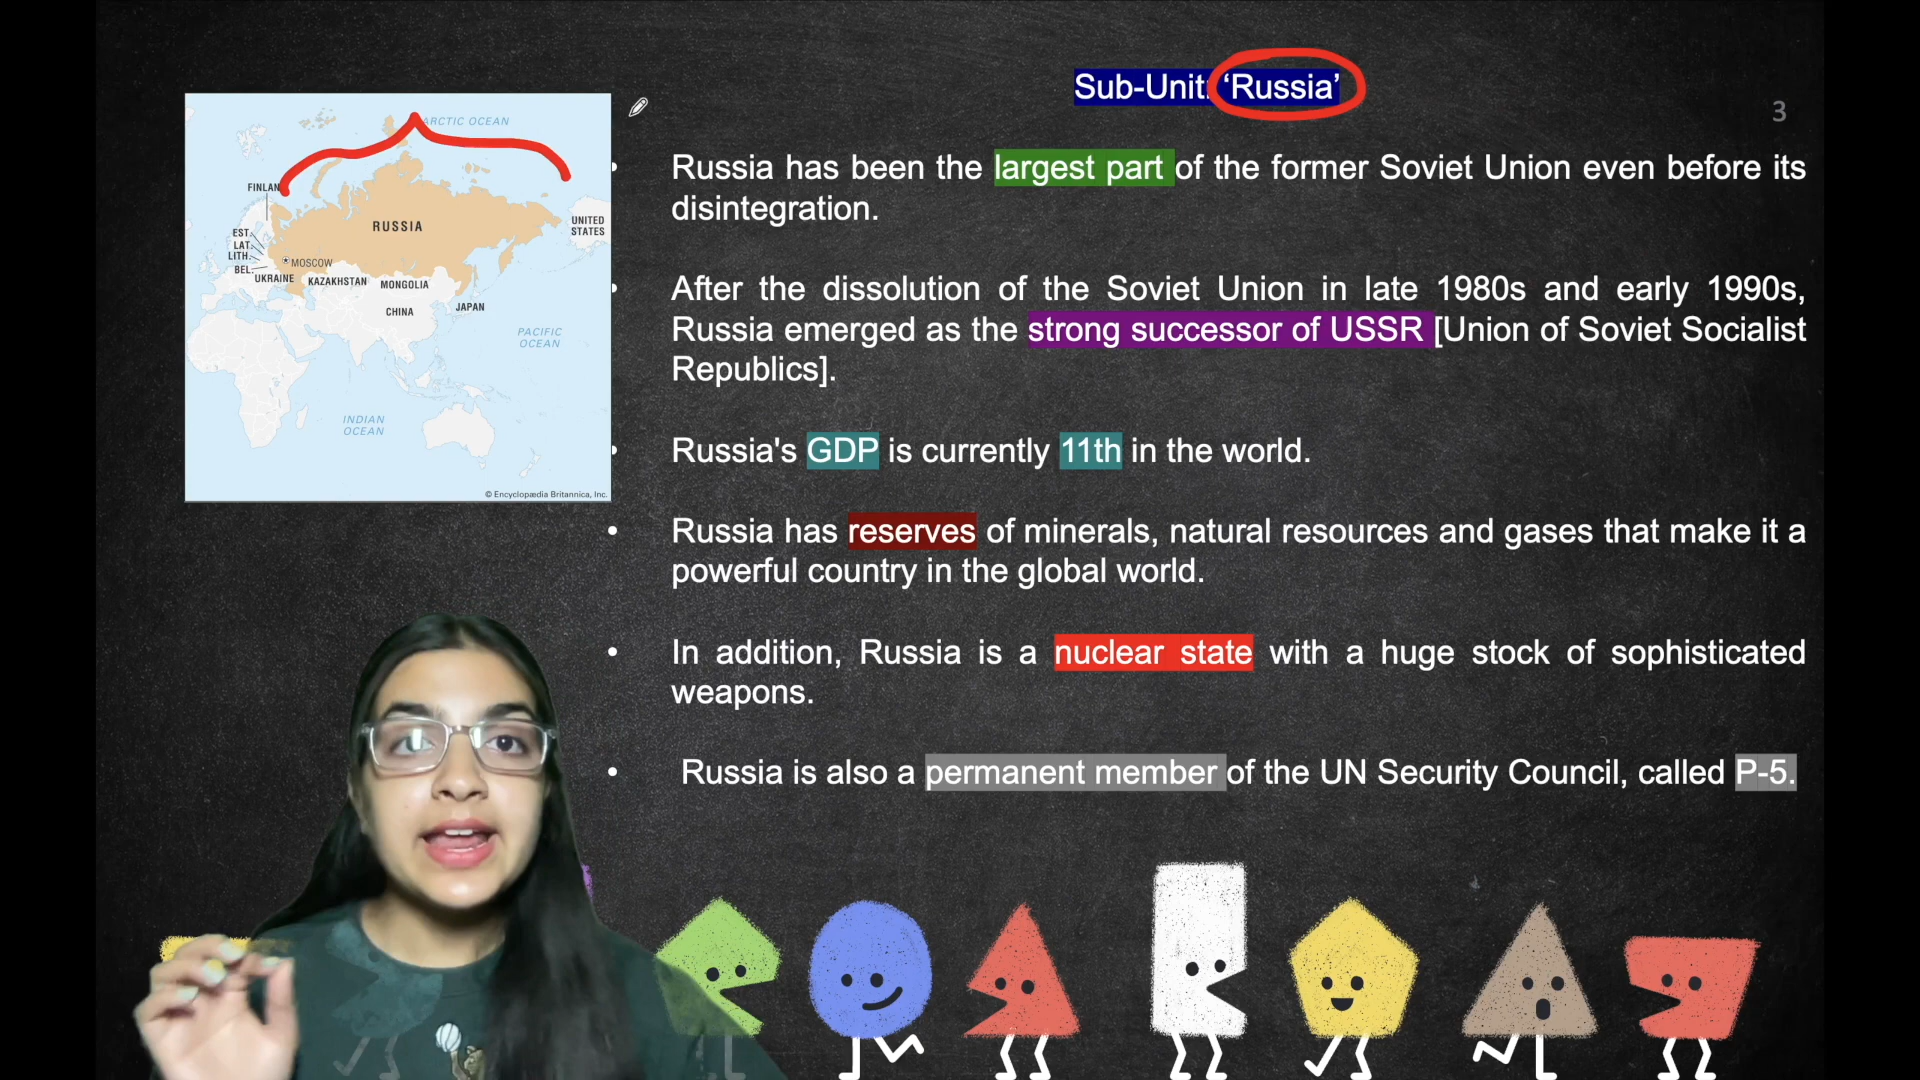 Sub-Unit: ‘Russia’
3
ARCTIC OCEAN
FINLAN
RUSSIA
UNITED
STATES
EST.
LAT.
LITH.
BEL.
MOSCOW
UKRAINE
KAZAKHSTAN
MONGOLIA
CHINA
JAPAN
PACIFIC
OCEAN
INDIAN
OCEAN
© Encyclopædia Britannica, Inc.
• Russia has been the largest part of the former Soviet Union even before its
disintegration.
• After the dissolution of the Soviet Union in late 1980s and early 1990s,
Russia emerged as the strong successor of USSR [Union of Soviet Socialist
Republics].
• Russia's GDP is currently 11th in the world.
• Russia has reserves of minerals, natural resources and gases that make it a
powerful country in the global world.
• In addition, Russia is a nuclear state with a huge stock of sophisticated
weapons.
• Russia is also a permanent member of the UN Security Council, called P-5.